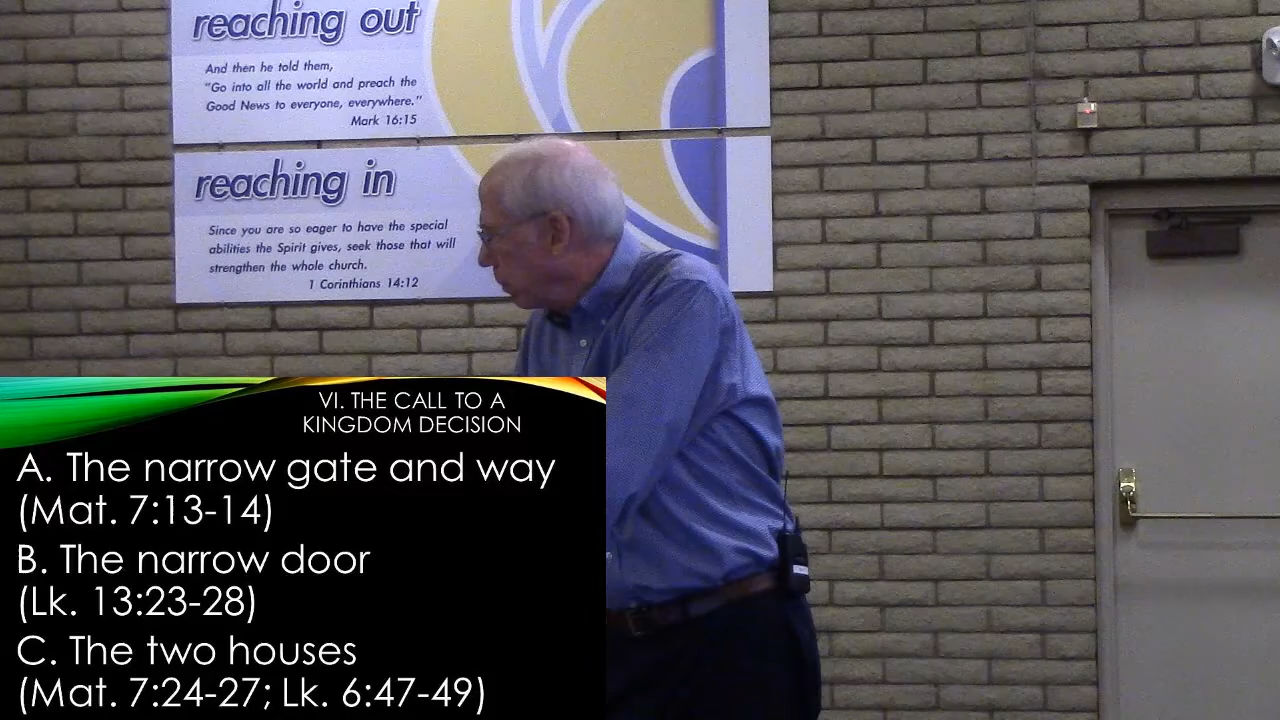 reaching out
And then he told them,
"Go into all the world and preach the
Good News to everyone, everywhere."
Mark 16:15
reaching in
Since you are so eager to have the special
abilities the Spirit gives, seek those that will
strengthen the whole church.
1 Corinthians 14:12
VI. THE CALL TO A
KINGDOM DECISION
A. The narrow gate and way
(Mat. 7:13-14)
B. The narrow door
(Lk. 13:23-28)
C. The two houses
(Mat. 7:24-27; Lk. 6:47-49)